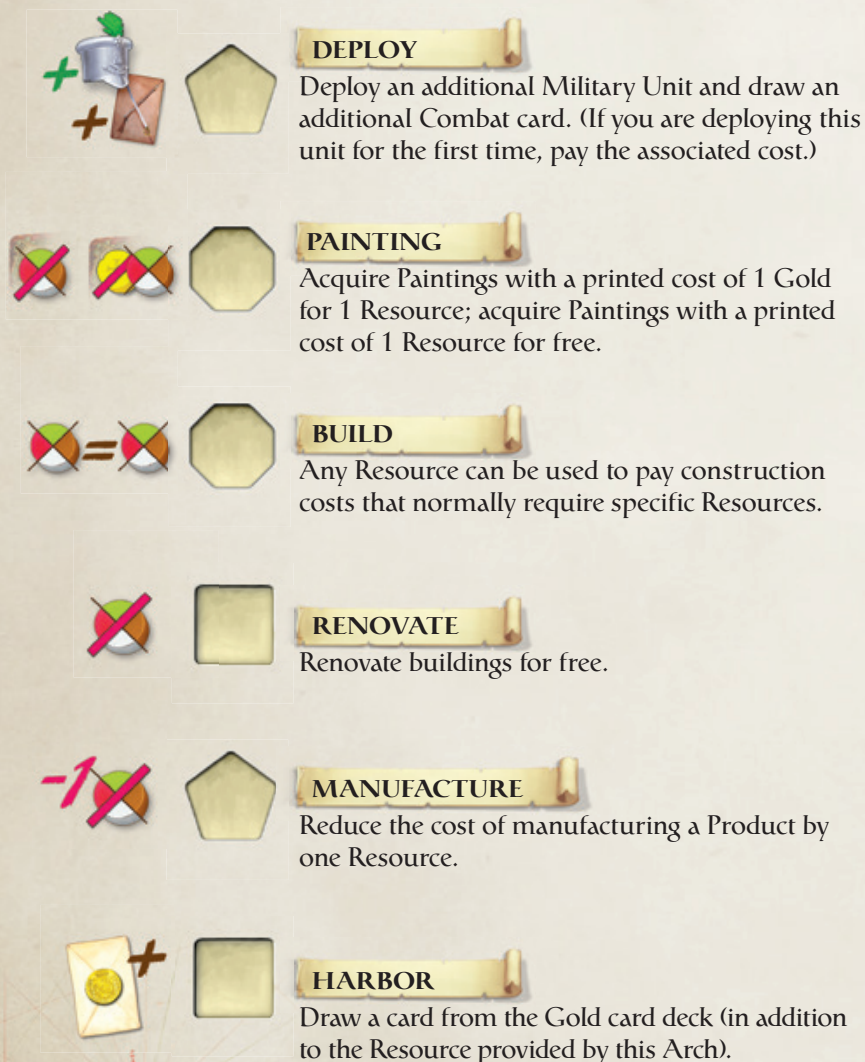 DEPLOY
Deploy an additional Military Unit and draw an
additional Combat card. (If you are deploying this
unit for the first time, pay the associated cost.)
PAINTING
Acquire Paintings with a printed cost of 1 Gold
for 1 Resource; acquire Paintings with a printed
cost of 1 Resource for free.
=
BUILD
Any Resource can be used to pay construction
costs that normally require specific Resources.
RENOVATE
Renovate buildings for free.
-1
MANUFACTURE
Reduce the cost of manufacturing a Product by
one Resource.
+
HARBOR
Draw a card from the Gold card deck (in addition
to the Resource provided by this Arch).